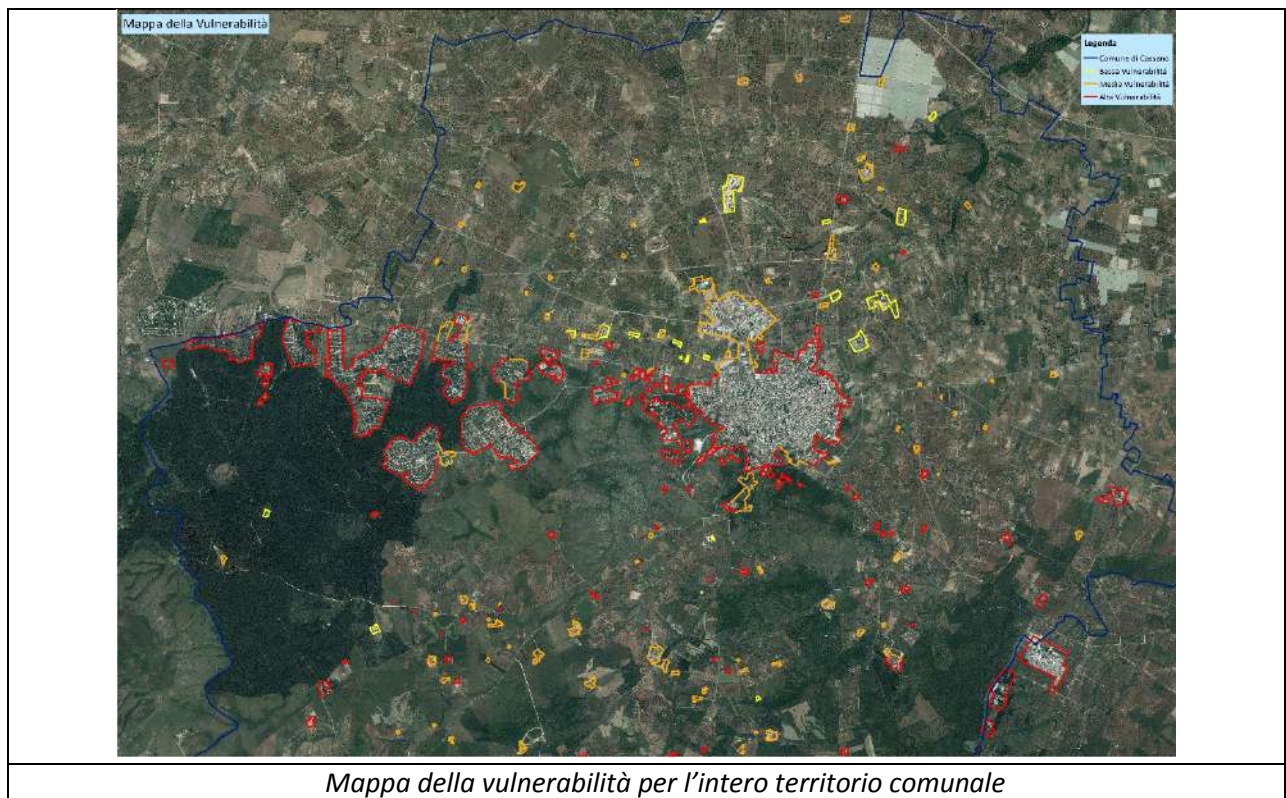 Mappa della Vulnerabilità
Legenda
Comune di Cassano
Bassa Vulnerabilità
Media Vulnerabilità
Alta Vulnerabilità
Mappa della vulnerabilità per l'intero territorio comunale